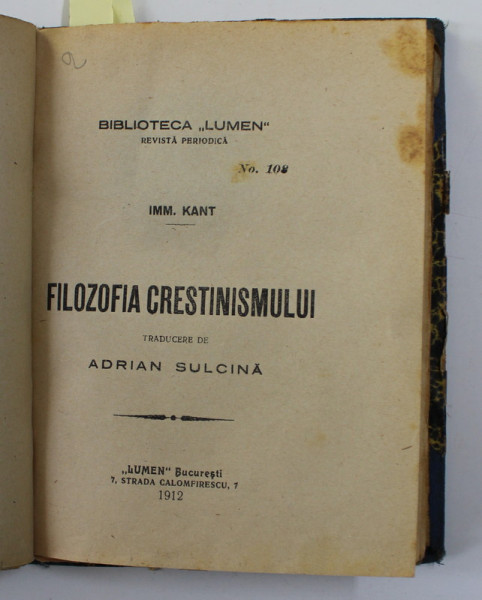 BIBLIOTECA „LUMEN“
REVISTĂ PERIODICĂ
No. 108
IMM. KANT
FILOZOFIA CRESTINISMULUI
TRADUCERE DE
ADRIAN SULCINĂ
„LUMEN“ Bucureşti
7, STRADA CALOMFIRESCU, 7
1912